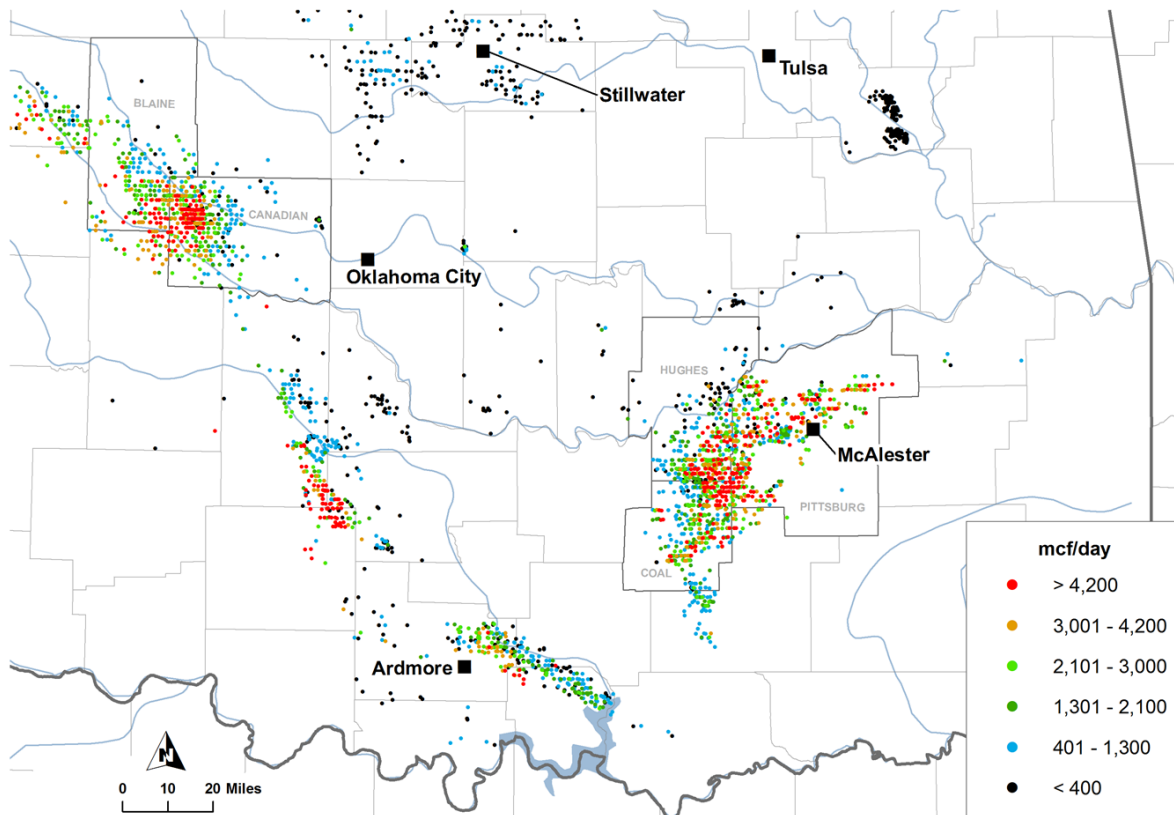 Stillwater
Tulsa
BLAINE
CANADIAN
Oklahoma City
HUGHES
McAlester
PITTSBURG
COAL
Ardmore
N
0 10 20 Miles
mcf/day
> 4,200
3,001 - 4,200
2,101 - 3,000
1,301 - 2,100
401 - 1,300
< 400